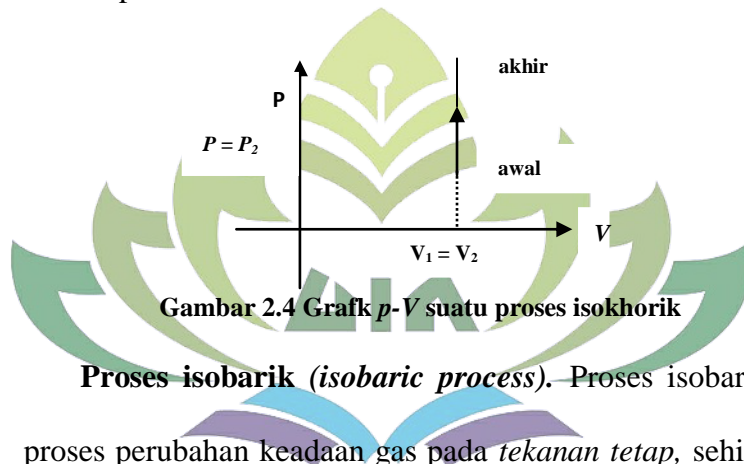 akhir
P
P = P₂
awal
V
V₁ = V₂
Gambar 2.4 Grafk p-V suatu proses isokhorik
Proses isobarik (isobaric process). Proses isobar
proses perubahan keadaan gas pada tekanan tetap, sehi